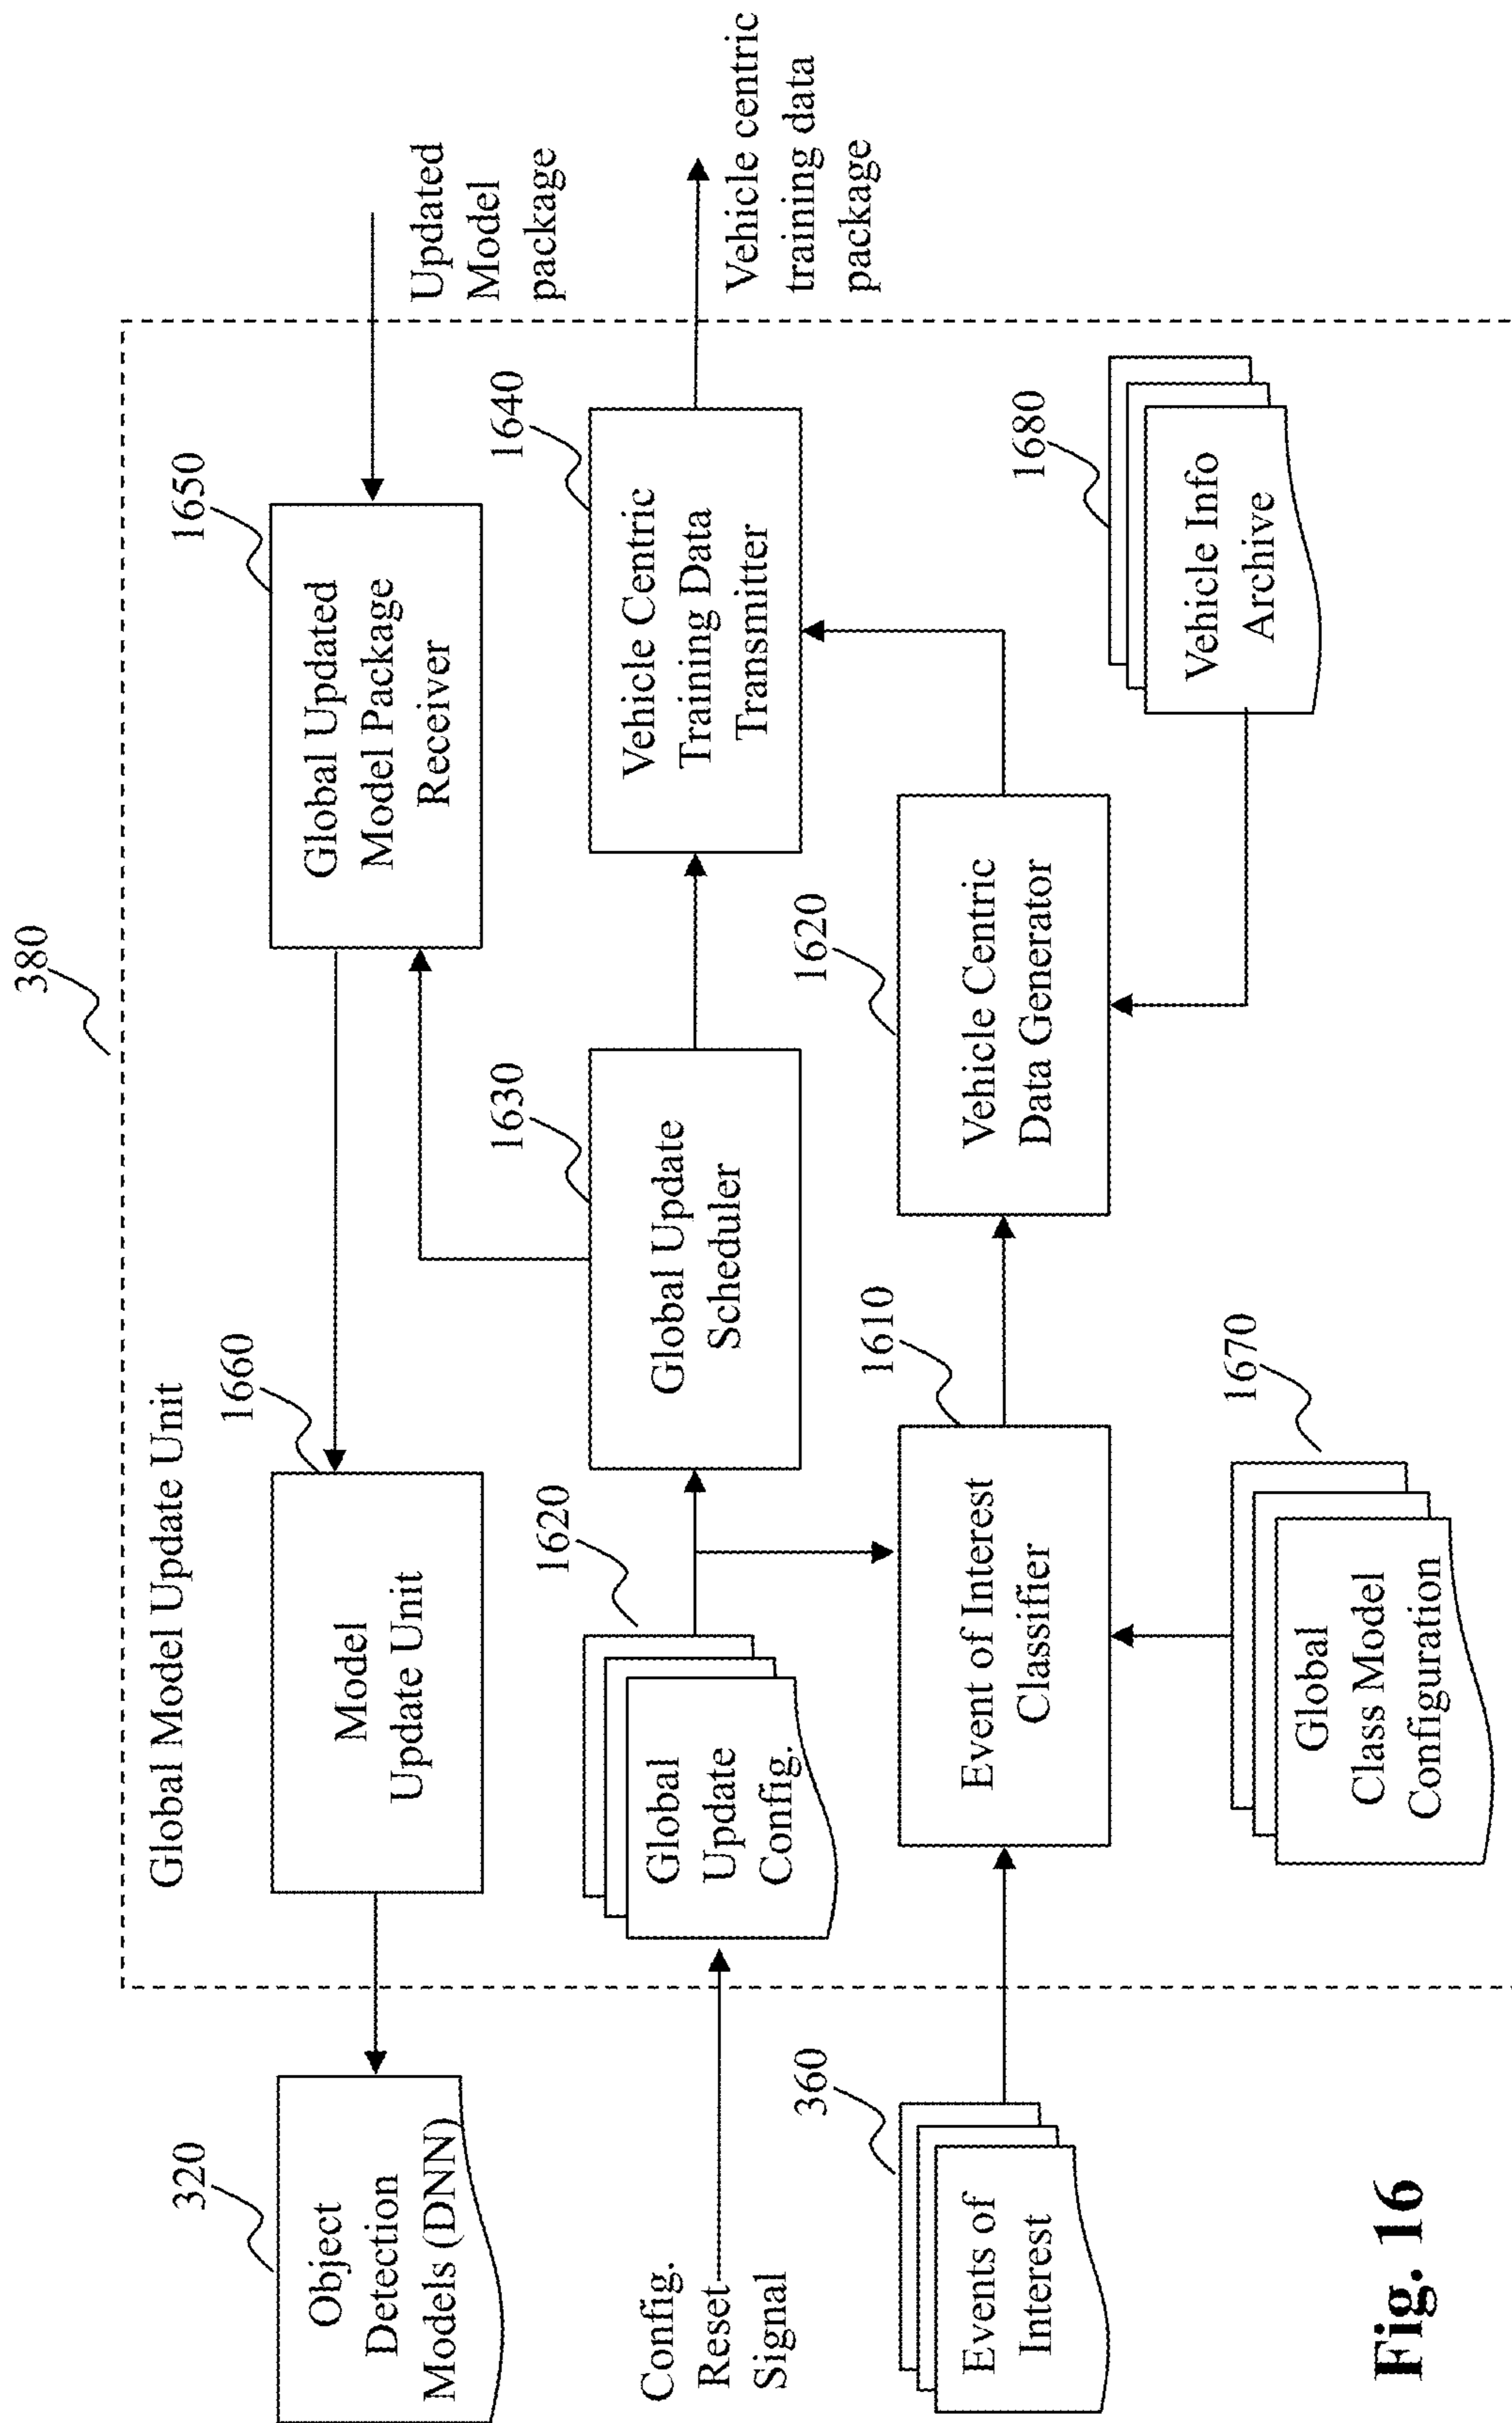 380
Global Model Update Unit
320
Object
Detection
Models (DNN)
1660
Model
Update Unit
1650
Global Updated
Model Package
Receiver
Updated
Model
package
Config.
Reset
Signal
1620
Global
Update
Config.
1630
Global Update
Scheduler
1640
Vehicle Centric
Training Data
Transmitter
Vehicle centric
training data
package
360
Events of
Interest
1610
Event of Interest
Classifier
1620
Vehicle Centric
Data Generator
1680
Vehicle Info
Archive
1670
Global
Class Model
Configuration
Fig. 16